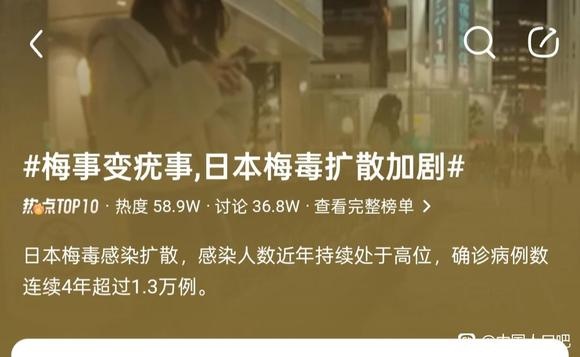 #梅事变疣事,日本梅毒扩散加剧#
热点TOP10 · 热度 58.9W · 讨论 36.8W · 查看完整榜单
日本梅毒感染扩散，感染人数近年持续处于高位，确诊病例数
连续4年超过1.3万例。